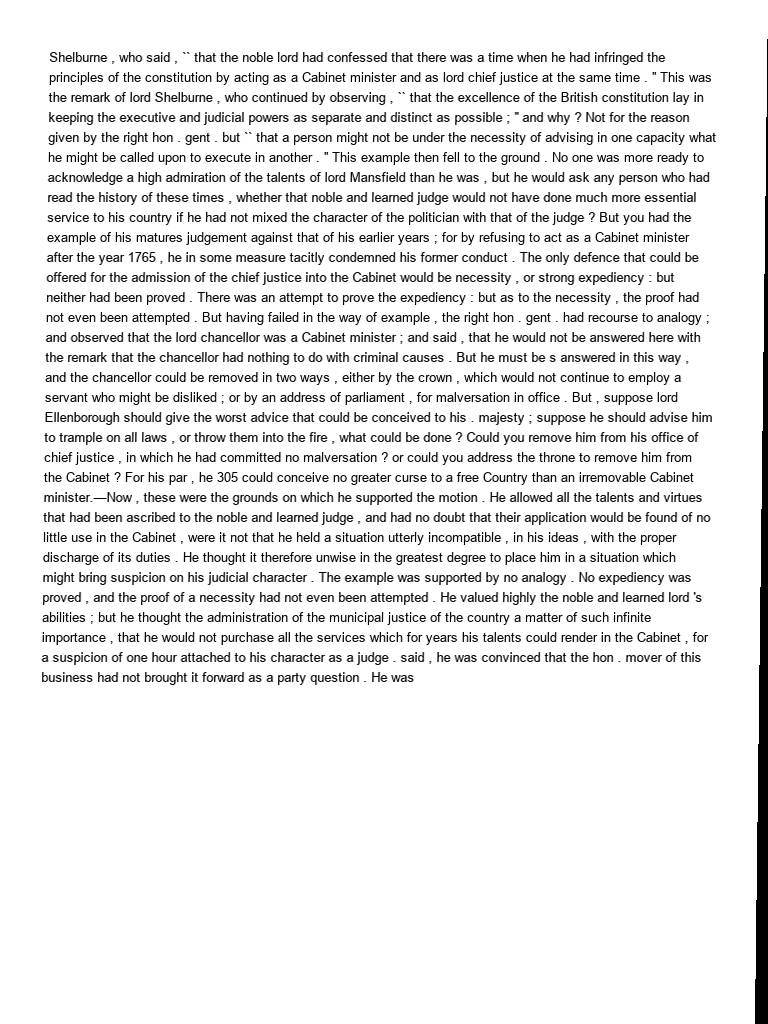 Shelburne , who said , `` that the noble lord had confessed that there was a time when he had infringed the
principles of the constitution by acting as a Cabinet minister and as lord chief justice at the same time . " This was
the remark of lord Shelburne , who continued by observing , `` that the excellence of the British constitution lay in
keeping the executive and judicial powers as separate and distinct as possible ; " and why ? Not for the reason
given by the right hon . gent . but `` that a person might not be under the necessity of advising in one capacity what
he might be called upon to execute in another . " This example then fell to the ground . No one was more ready to
acknowledge a high admiration of the talents of lord Mansfield than he was , but he would ask any person who had
read the history of these times , whether that noble and learned judge would not have done much more essential
service to his country if he had not mixed the character of the politician with that of the judge ? But you had the
example of his matures judgement against that of his earlier years ; for by refusing to act as a Cabinet minister
after the year 1765 , he in some measure tacitly condemned his former conduct . The only defence that could be
offered for the admission of the chief justice into the Cabinet would be necessity , or strong expediency : but
neither had been proved . There was an attempt to prove the expediency : but as to the necessity , the proof had
not even been attempted . But having failed in the way of example , the right hon . gent . had recourse to analogy ;
and observed that the lord chancellor was a Cabinet minister ; and said , that he would not be answered here with
the remark that the chancellor had nothing to do with criminal causes . But he must be s answered in this way ,
and the chancellor could be removed in two ways , either by the crown , which would not continue to employ a
servant who might be disliked ; or by an address of parliament , for malversation in office . But , suppose lord
Ellenborough should give the worst advice that could be conceived to his . majesty ; suppose he should advise him
to trample on all laws , or throw them into the fire , what could be done ? Could you remove him from his office of
chief justice , in which he had committed no malversation ? or could you address the throne to remove him from
the Cabinet ? For his par , he 305 could conceive no greater curse to a free Country than an irremovable Cabinet
minister.—Now , these were the grounds on which he supported the motion . He allowed all the talents and virtues
that had been ascribed to the noble and learned judge , and had no doubt that their application would be found of no
little use in the Cabinet , were it not that he held a situation utterly incompatible , in his ideas , with the proper
discharge of its duties . He thought it therefore unwise in the greatest degree to place him in a situation which
might bring suspicion on his judicial character . The example was supported by no analogy . No expediency was
proved , and the proof of a necessity had not even been attempted . He valued highly the noble and learned lord 's
abilities ; but he thought the administration of the municipal justice of the country a matter of such infinite
importance , that he would not purchase all the services which for years his talents could render in the Cabinet , for
a suspicion of one hour attached to his character as a judge . said , he was convinced that the hon . mover of this
business had not brought it forward as a party question . He was